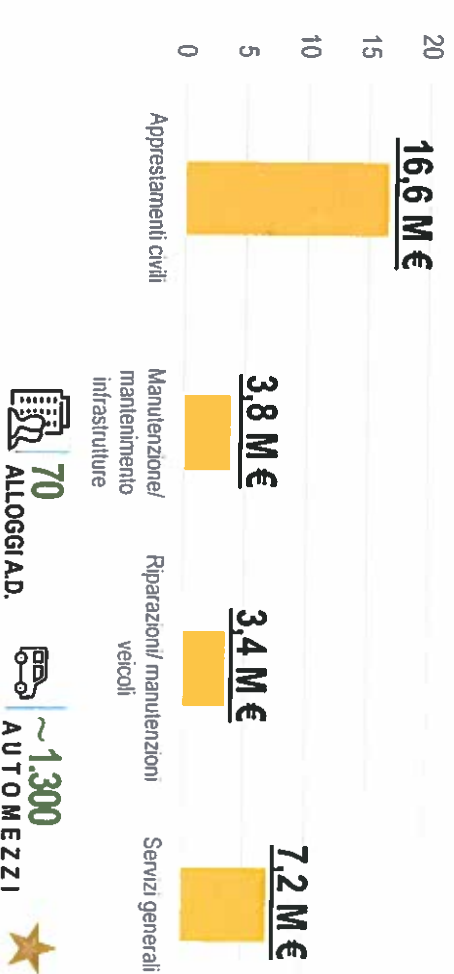 20
15
10
5
0
16,6 M €
3,8 M €
3,4 M €
7,2 M €
Apprestamenti civili
Manutenzione/
mantenimento
infrastrutture
Riparazioni/ manutenzioni
veicoli
Servizi generali
70
ALLOGGI A.D.
~1.300
AUTOMEZZI